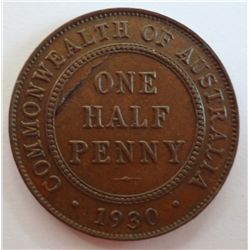 COMMONWEALTH OF AUSTRALIA
ONE
HALF
PENNY
· 1930 ·